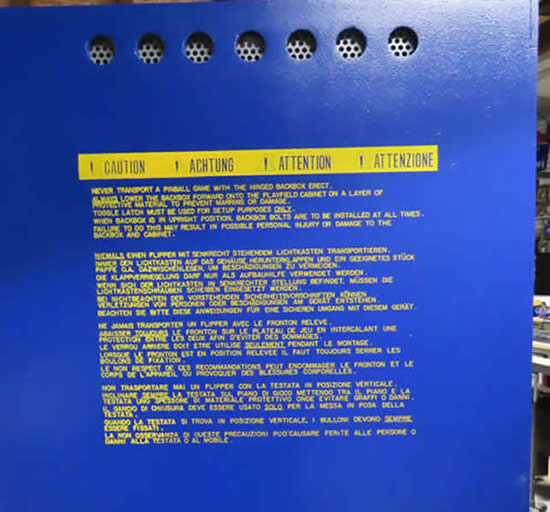 ! CAUTION ! ACHTUNG ! ATTENTION ! ATTENZIONE
NEVER TRANSPORT A PINBALL GAME WITH THE HINGED BACKBOX ERECT.
ALWAYS LOWER THE BACKBOX FORWARD ONTO THE PLAYFIELD CABINET ON A LAYER OF
PROTECTIVE MATERIAL TO PREVENT MARRING OR DAMAGE.
TOGGLE LATCH MUST BE USED FOR SETUP PURPOSES ONLY.
WHEN BACKBOX IS IN UPRIGHT POSITION, BACKBOX BOLTS ARE TO BE INSTALLED AT ALL TIMES.
FAILURE TO DO THIS MAY RESULT IN POSSIBLE PERSONAL INJURY OR DAMAGE TO THE
BACKBOX AND CABINET.
NIEMALS EINEN FLIPPER MIT SENKRECHT STEHENDEM LICHTKASTEN TRANSPORTIEREN.
IMMER DEN LICHTKASTEN AUF DAS GEHÄUSE HERUNTERKLAPPEN UND EIN GEEIGNETES STÜCK
PAPPE O.Ä. DAZWISCHENLEGEN, UM BESCHÄDIGUNGEN ZU VERMEIDEN.
DIE KLAPPVERRIEGELUNG DARF NUR ALS AUFBAUHILFE VERWENDET WERDEN.
WENN SICH DER LICHTKASTEN IN SENKRECHTER STELLUNG BEFINDET, MÜSSEN DIE
LICHTKASTENSCHRAUBEN SCHEIBEN EINGESETZT WERDEN.
BEI NICHTBEACHTEN DER VORSTEHENDEN SICHERHEITSVORSCHRIFTEN KÖNNEN
VERLETZUNGEN VON PERSONEN ODER BESCHÄDIGUNGEN AM GERÄT ENTSTEHEN.
BEACHTEN SIE BITTE DIESE ANWEISUNGEN FÜR EINE SICHEREN UMGANG MIT DIESEM GERÄT.
NE JAMAIS TRANSPORTER UN FLIPPER AVEC LE FRONTON RELEVE.
ABAISSER TOUJOURS LE FRONTON SUR LE PLATEAU DE JEU EN INTERCALANT UNE
PROTECTION ENTRE LES DEUX AFIN D'EVITER DES DOMMAGES.
LE VERROU ARRIERE DOIT ETRE UTILISE SEULEMENT PENDANT LE MONTAGE.
LORSQUE LE FRONTON EST EN POSITION RELEVEE IL FAUT TOUJOURS SERRER LES
BOULONS DE FIXATION.
LE NON RESPECT DE CES RECOMMANDATIONS PEUT ENDOMMAGER LE FRONTON ET LE
CORPS DE L'APPAREIL OU PROVOQUER DES BLESSURES CORPORELLES.
NON TRASPORTARE MAI UN FLIPPER CON LA TESTATA IN POSIZIONE VERTICALE.
INCLINARE SEMPRE LA TESTATA SUL PIANO DI GIOCO METTENDO TRA IL PIANO E LA
TESTATA UNO SPESSORE DI MATERIALE PROTETTIVO ONDE EVITARE GRAFFI O DANNI.
IL GANCIO DI CHIUSURA DEVE ESSERE USATO SOLO PER LA MESSA IN POSA DELLA
TESTATA.
QUANDO LA TESTATA SI TROVA IN POSIZIONE VERTICALE, I BULLONI DEVONO SEMPRE
ESSERE FISSATI.
LA NON OSSERVANZA DI QUESTE PRECAUZIONI PUO'CAUSARE FERITE ALLE PERSONE O
DANNI ALLA TESTATA O AL MOBILE.